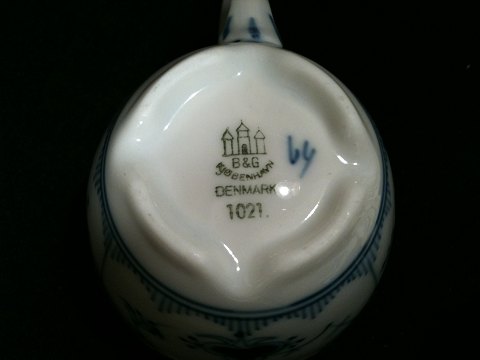 B&G
KJØBENHAVN
DENMARK
1021.
64